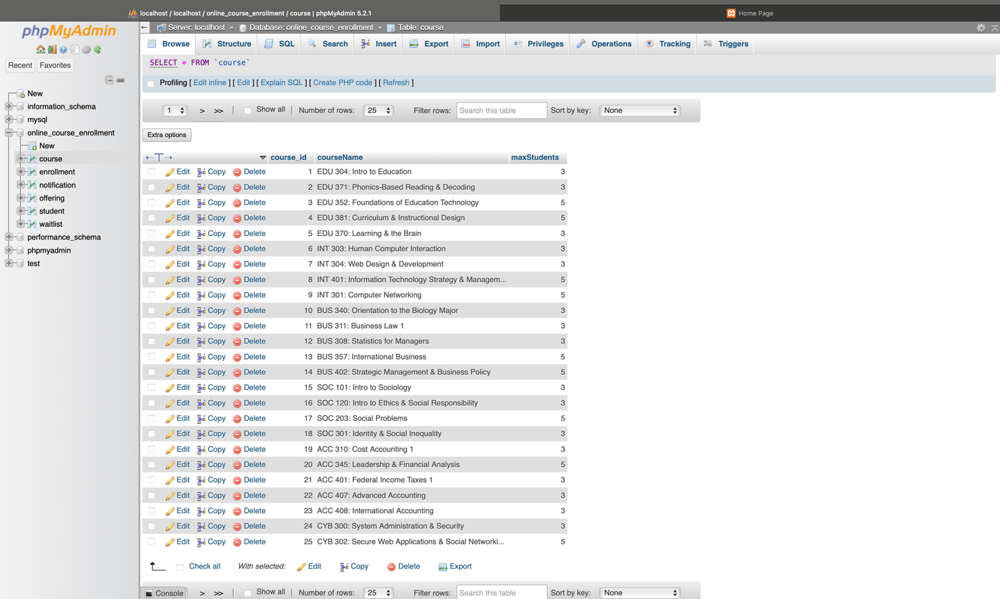 localhost / localhost / online_course_enrollment / course | phpMyAdmin 5.2.1
Home Page
phpMyAdmin
Recent Favorites
New
information_schema
mysql
online_course_enrollment
New
course
enrollment
notification
offering
student
waitlist
performance_schema
phpmyadmin
test
Server: localhost » Database: online_course_enrollment » Table: course
Browse Structure SQL Search Insert Export Import Privileges Operations Tracking Triggers
SELECT * FROM `course`
Profiling [ Edit inline ] [ Edit ] [ Explain SQL ] [ Create PHP code ] [ Refresh ]
1 > >> | Show all | Number of rows: 25 Filter rows: Search this table Sort by key: None
Extra options
←T→ course_id courseName maxStudents
Edit Copy Delete 1 EDU 304: Intro to Education 3
Edit Copy Delete 2 EDU 371: Phonics-Based Reading & Decoding 3
Edit Copy Delete 3 EDU 352: Foundations of Education Technology 5
Edit Copy Delete 4 EDU 381: Curriculum & Instructional Design 5
Edit Copy Delete 5 EDU 370: Learning & the Brain 3
Edit Copy Delete 6 INT 303: Human Computer Interaction 3
Edit Copy Delete 7 INT 304: Web Design & Development 3
Edit Copy Delete 8 INT 401: Information Technology Strategy & Managem... 5
Edit Copy Delete 9 INT 301: Computer Networking 5
Edit Copy Delete 10 BUS 340: Orientation to the Biology Major 3
Edit Copy Delete 11 BUS 311: Business Law 1 3
Edit Copy Delete 12 BUS 308: Statistics for Managers 3
Edit Copy Delete 13 BUS 357: International Business 5
Edit Copy Delete 14 BUS 402: Strategic Management & Business Policy 5
Edit Copy Delete 15 SOC 101: Intro to Sociology 3
Edit Copy Delete 16 SOC 120: Intro to Ethics & Social Responsibility 3
Edit Copy Delete 17 SOC 203: Social Problems 5
Edit Copy Delete 18 SOC 301: Identity & Social Inequality 3
Edit Copy Delete 19 ACC 310: Cost Accounting 1 3
Edit Copy Delete 20 ACC 345: Leadership & Financial Analysis 5
Edit Copy Delete 21 ACC 401: Federal Income Taxes 1 3
Edit Copy Delete 22 ACC 407: Advanced Accounting 3
Edit Copy Delete 23 ACC 408: International Accounting 3
Edit Copy Delete 24 CYB 300: System Administration & Security 3
Edit Copy Delete 25 CYB 302: Secure Web Applications & Social Networki... 5
Check all With selected: Edit Copy Delete Export
Console > >> | Show all | Number of rows: 25 Filter rows: Search this table Sort by key: None